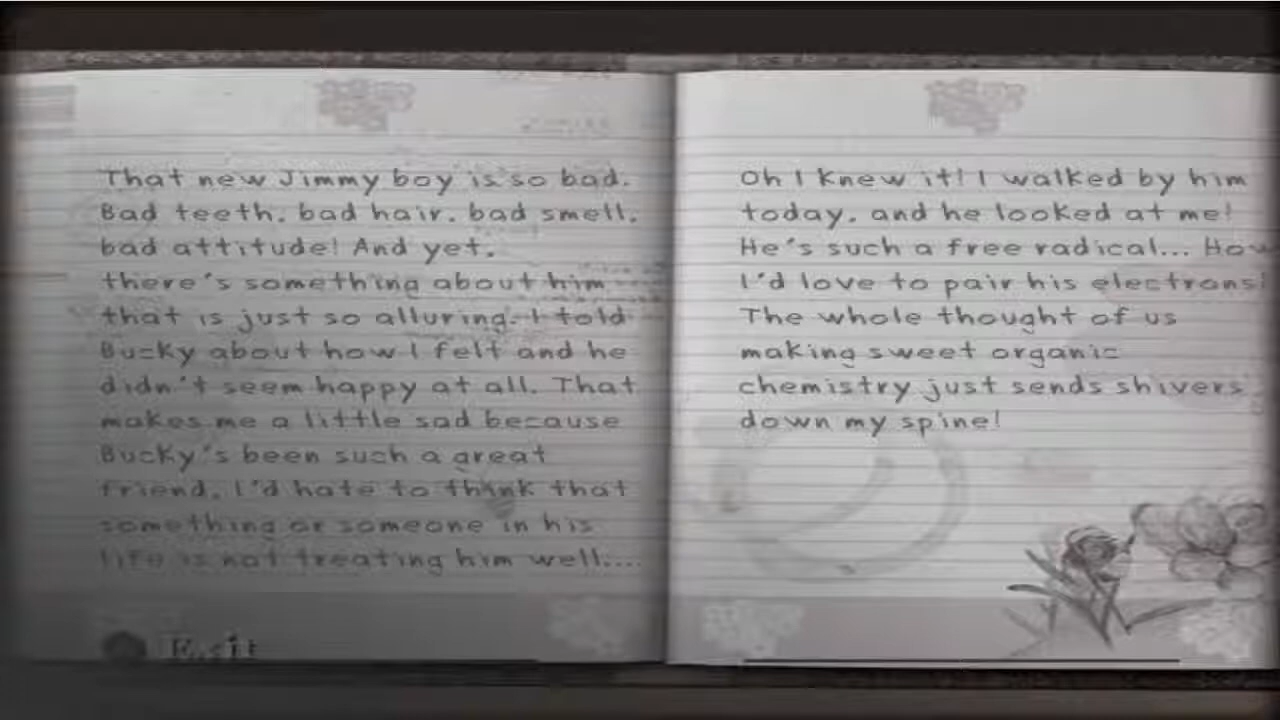 That new Jimmy boy is so bad.
Bad teeth, bad hair, bad smell,
bad attitude! And yet,
there's something about him
that is just so alluring. I told
Bucky about how I felt and he
didn't seem happy at all. That
makes me a little sad because
Bucky's been such a great
friend. I'd hate to think that
something or someone in his
life is not treating him well....
Exit
Oh I knew it! I walked by him
today, and he looked at me!
He's such a free radical... How
I'd love to pair his electrons!
The whole thought of us
making sweet organic
chemistry just sends shivers
down my spine!